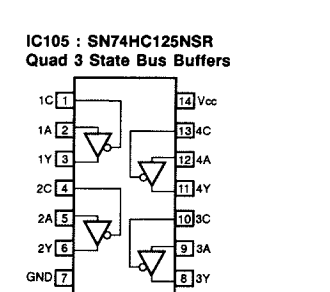 IC105 : SN74HC125NSR
Quad 3 State Bus Buffers
1C 1 14 Vcc
1A 2 13 4C
1Y 3 12 4A
2C 4 11 4Y
2A 5 10 3C
2Y 6 9 3A
GND 7 8 3Y